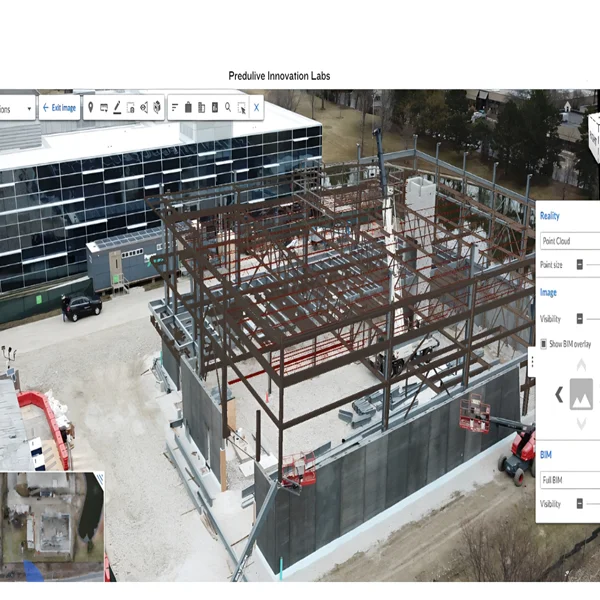 Predulive Innovation Labs
ions
Exit image
Reality
Point Cloud
Point size
Image
Visibility
Show BIM overlay
BIM
Full BIM
Visibility